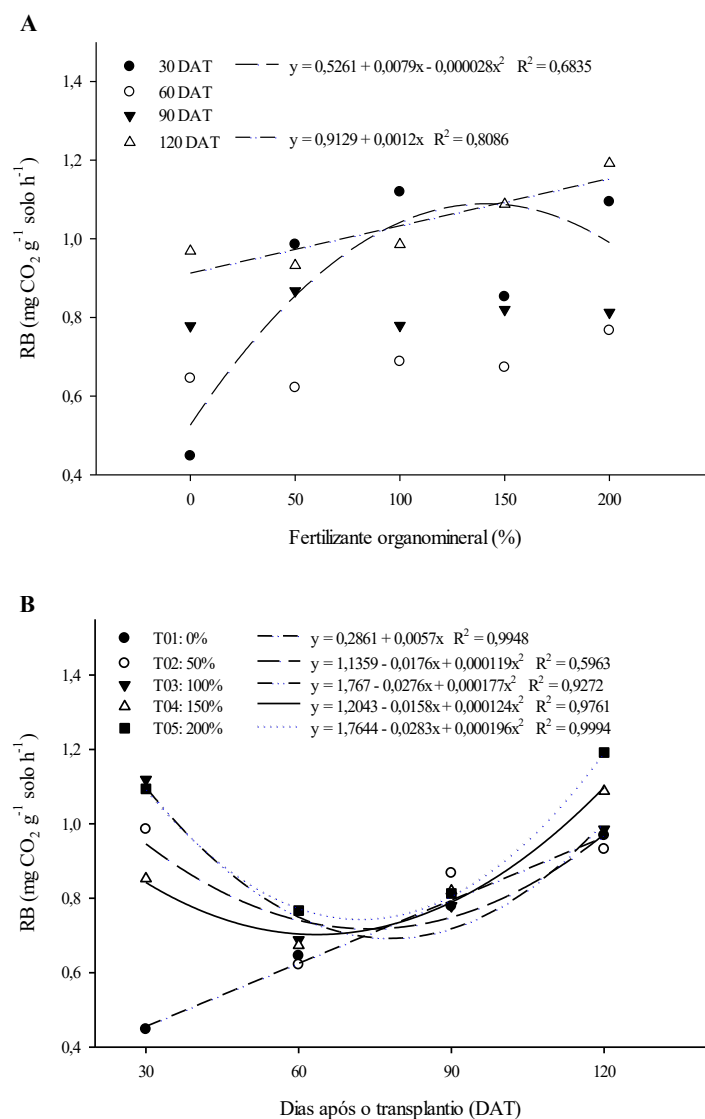 A
1,4
1,2
1,0
0,8
0,6
0,4
RB (mg CO₂ g⁻¹ solo h⁻¹)
30 DAT y = 0,5261 + 0,0079x - 0,000028x² R² = 0,6835
60 DAT
90 DAT
120 DAT y = 0,9129 + 0,0012x R² = 0,8086
0 50 100 150 200
Fertilizante organomineral (%)
B
1,4
1,2
1,0
0,8
0,6
0,4
RB (mg CO₂ g⁻¹ solo h⁻¹)
T01: 0% y = 0,2861 + 0,0057x R² = 0,9948
T02: 50% y = 1,1359 - 0,0176x + 0,000119x² R² = 0,5963
T03: 100% y = 1,767 - 0,0276x + 0,000177x² R² = 0,9272
T04: 150% y = 1,2043 - 0,0158x + 0,000124x² R² = 0,9761
T05: 200% y = 1,7644 - 0,0283x + 0,000196x² R² = 0,9994
30 60 90 120
Dias após o transplantio (DAT)